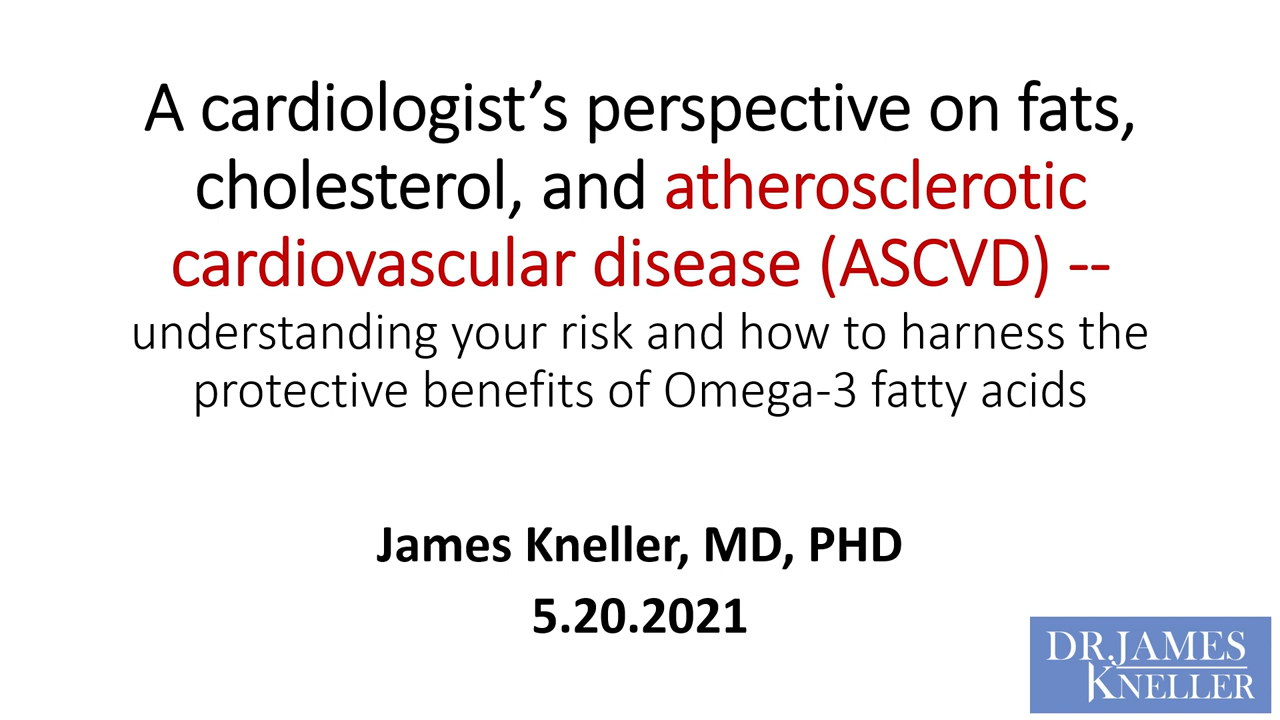 A cardiologist’s perspective on fats,
cholesterol, and atherosclerotic
cardiovascular disease (ASCVD) --
understanding your risk and how to harness the
protective benefits of Omega-3 fatty acids
James Kneller, MD, PHD
5.20.2021
DR.JAMES
KNELLER